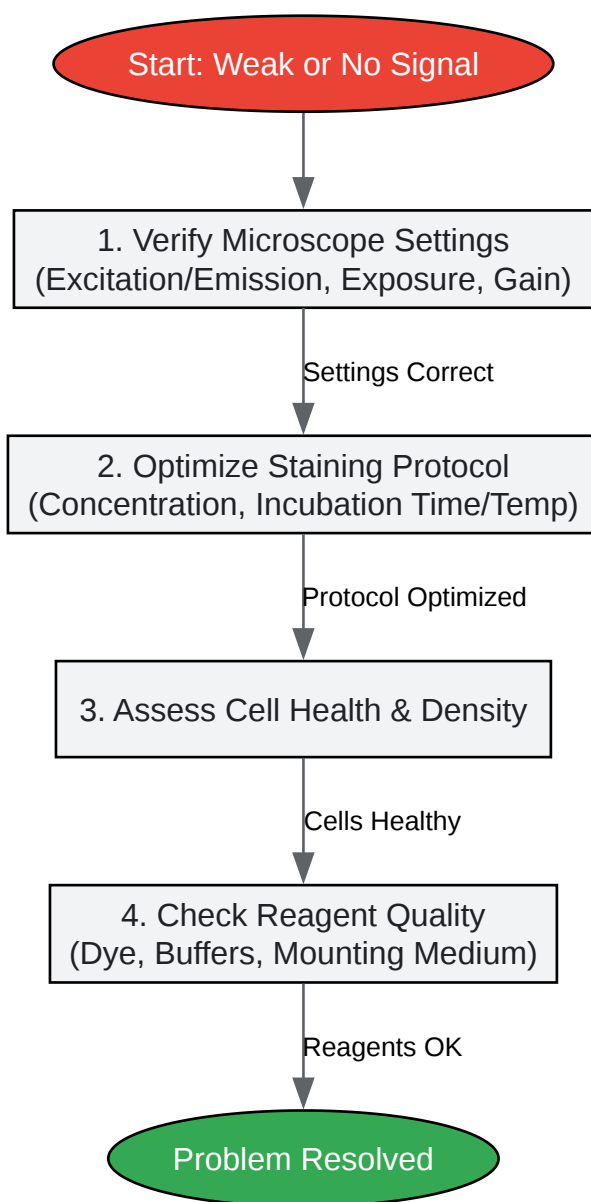 Start: Weak or No Signal
1. Verify Microscope Settings
(Excitation/Emission, Exposure, Gain)
Settings Correct
2. Optimize Staining Protocol
(Concentration, Incubation Time/Temp)
Protocol Optimized
3. Assess Cell Health & Density
Cells Healthy
4. Check Reagent Quality
(Dye, Buffers, Mounting Medium)
Reagents OK
Problem Resolved